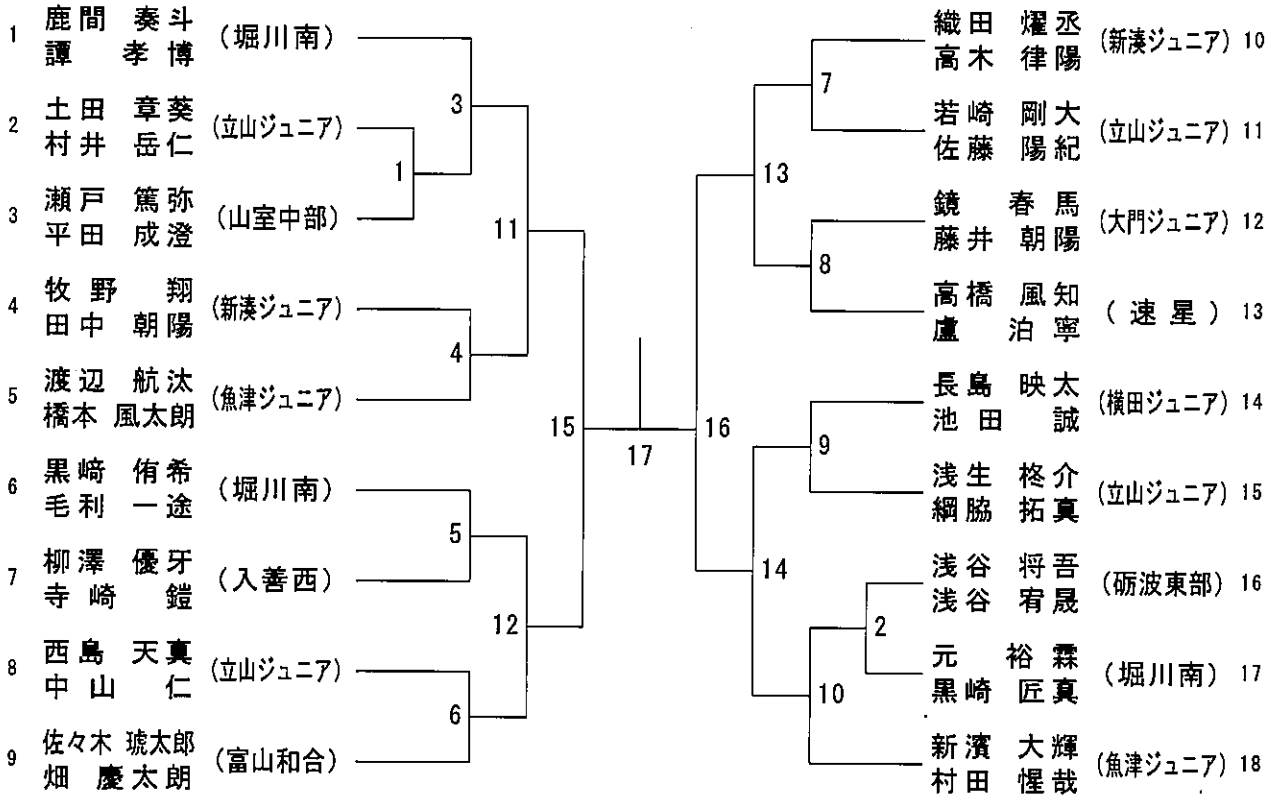 1 鹿間 奏斗 (堀川南)
譚 孝博
2 土田 章葵 (立山ジュニア)
村井 岳仁
3 瀬戸 篤弥 (山室中部)
平田 成澄
4 牧野 翔 (新湊ジュニア)
田中 朝陽
5 渡辺 航汰 (魚津ジュニア)
橋本 風太朗
6 黒﨑 侑希 (堀川南)
毛利 一途
7 柳澤 優牙 (入善西)
寺崎 鎧
8 西島 天真 (立山ジュニア)
中山 仁
9 佐々木 琥太郎 (富山和合)
畑 慶太朗
3
1
11
4
15
5
12
6
17
16
7
13
8
9
14
2
10
織田 燿丞 (新湊ジュニア) 10
高木 律陽
若崎 剛大 (立山ジュニア) 11
佐藤 陽紀
鏡 春馬 (大門ジュニア) 12
藤井 朝陽
高橋 風知 (速星) 13
盧 泊寧
長島 映太 (横田ジュニア) 14
池田 誠
浅生 柊介 (立山ジュニア) 15
綱脇 拓真
浅谷 将吾 (砺波東部) 16
浅谷 宥晟
元 裕霖 (堀川南) 17
黒崎 匠真
新濱 大輝 (魚津ジュニア) 18
村田 惺哉